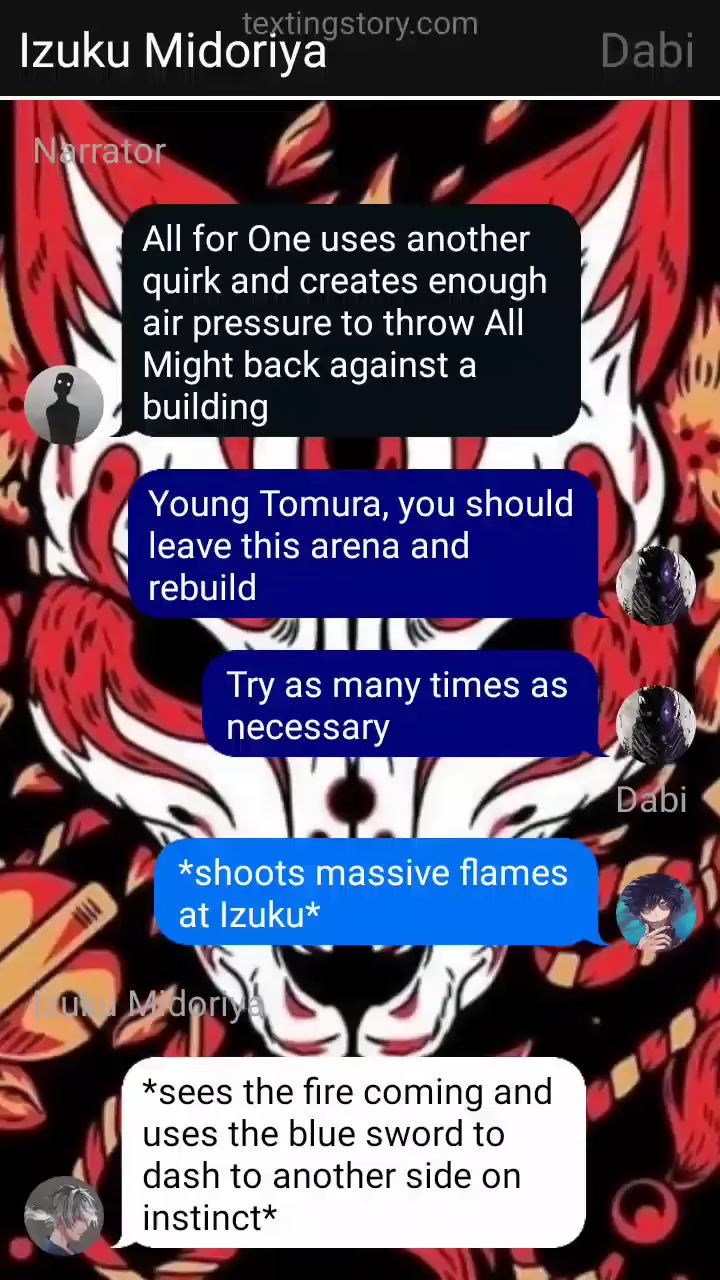 textingstory.com
Izuku Midoriya
Dabi
Narrator
All for One uses another
quirk and creates enough
air pressure to throw All
Might back against a
building
Young Tomura, you should
leave this arena and
rebuild
Try as many times as
necessary
Dabi
*shoots massive flames
at Izuku*
Izuku Midoriya
*sees the fire coming and
uses the blue sword to
dash to another side on
instinct*